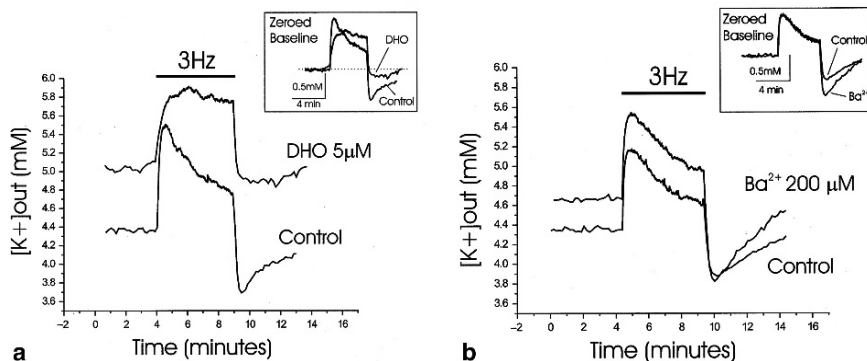 Zeroed
Baseline
DHO
0.5mM
4 min
Control
3Hz
6.0
5.8
5.6
5.4
5.2
5.0
4.8
4.6
4.4
4.2
4.0
3.8
3.6
[K+]out (mM)
DHO 5μM
Control
−2 0 2 4 6 8 10 12 14 16
Time (minutes)
a
Zeroed
Baseline
Control
0.5mM
4 min
Ba²⁺
3Hz
5.8
5.6
5.4
5.2
5.0
4.8
4.6
4.4
4.2
4.0
3.8
3.6
[K+]out (mM)
Ba²⁺ 200 μM
Control
−2 0 2 4 6 8 10 12 14 16
Time (minutes)
b